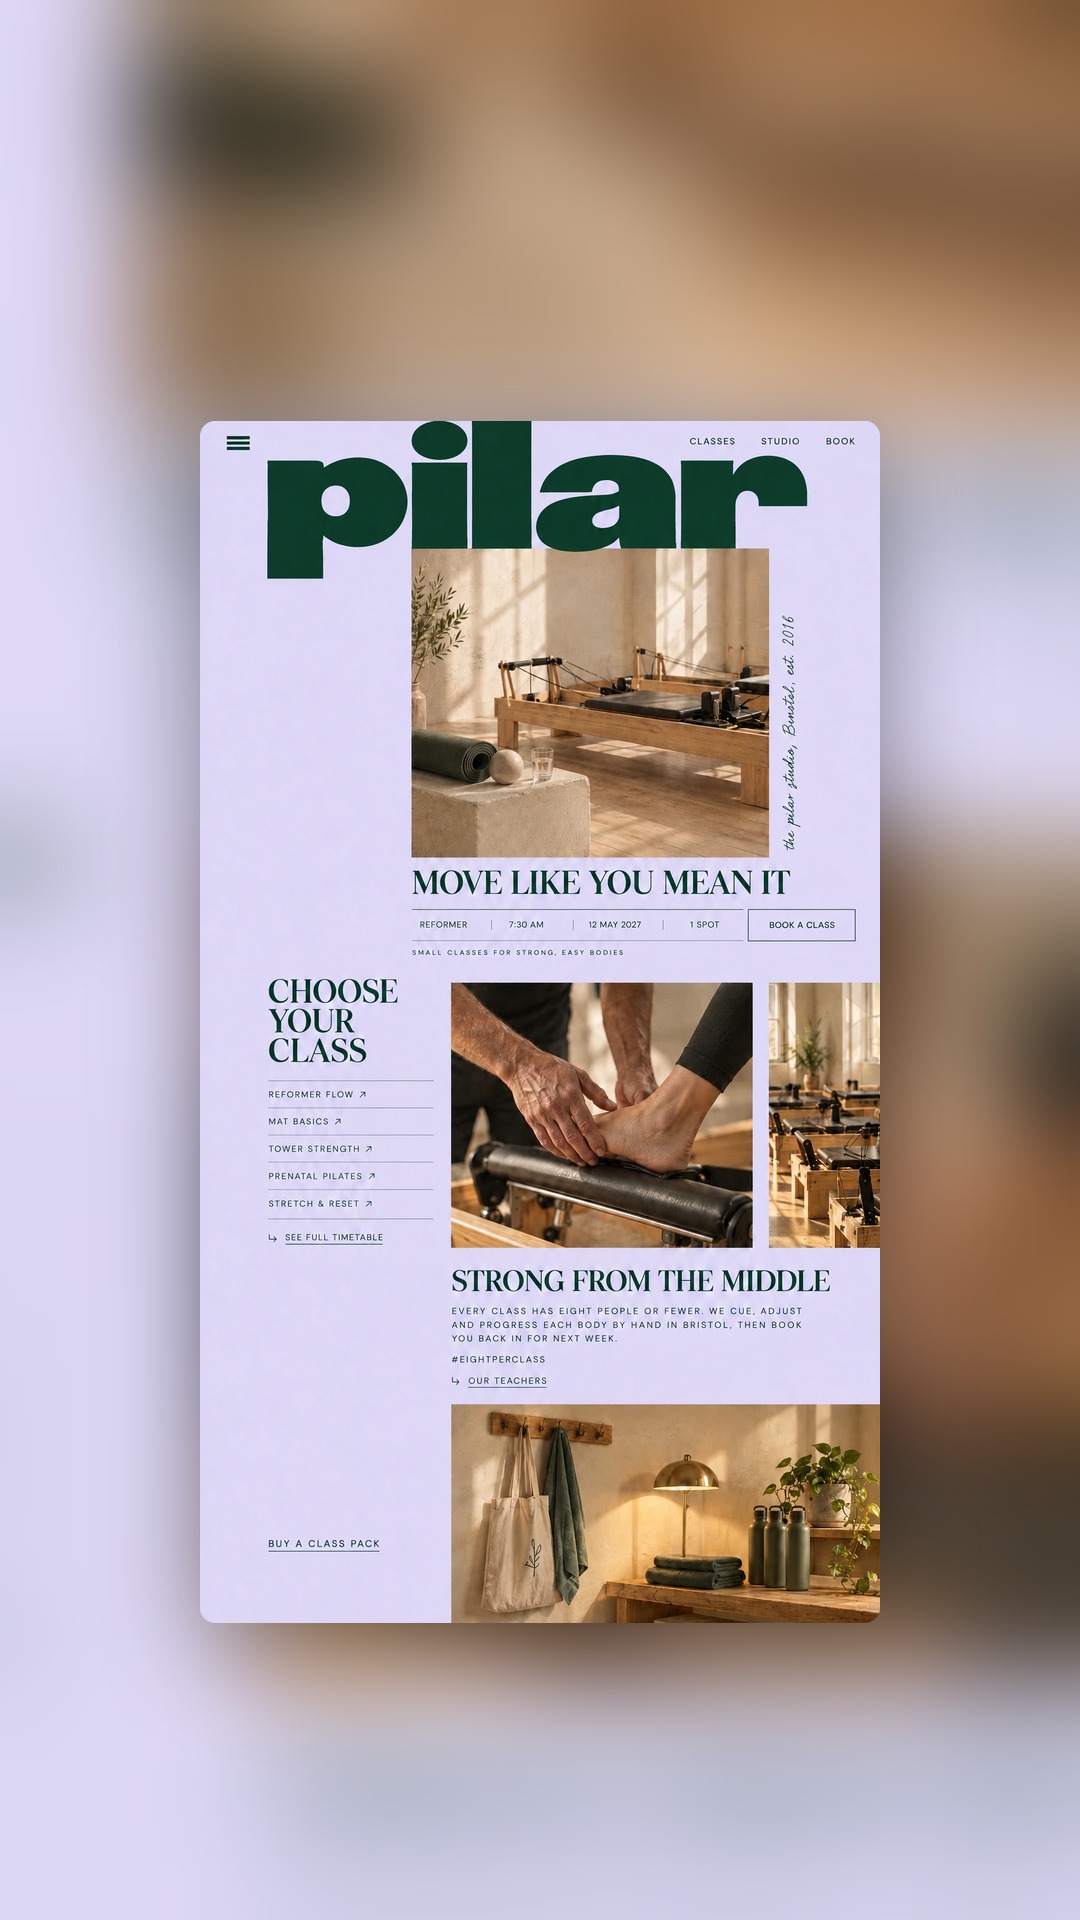 CLASSES STUDIO BOOK
pilar
the pilar studio, Binotol, est. 2016
MOVE LIKE YOU MEAN IT
REFORMER | 7:30 AM | 12 MAY 2027 | 1 SPOT BOOK A CLASS
SMALL CLASSES FOR STRONG, EASY BODIES
CHOOSE
YOUR
CLASS
REFORMER FLOW ↗
MAT BASICS ↗
TOWER STRENGTH ↗
PRENATAL PILATES ↗
STRETCH & RESET ↗
↳ SEE FULL TIMETABLE
STRONG FROM THE MIDDLE
EVERY CLASS HAS EIGHT PEOPLE OR FEWER. WE CUE, ADJUST
AND PROGRESS EACH BODY BY HAND IN BRISTOL, THEN BOOK
YOU BACK IN FOR NEXT WEEK.
#EIGHTPERCLASS
↳ OUR TEACHERS
BUY A CLASS PACK